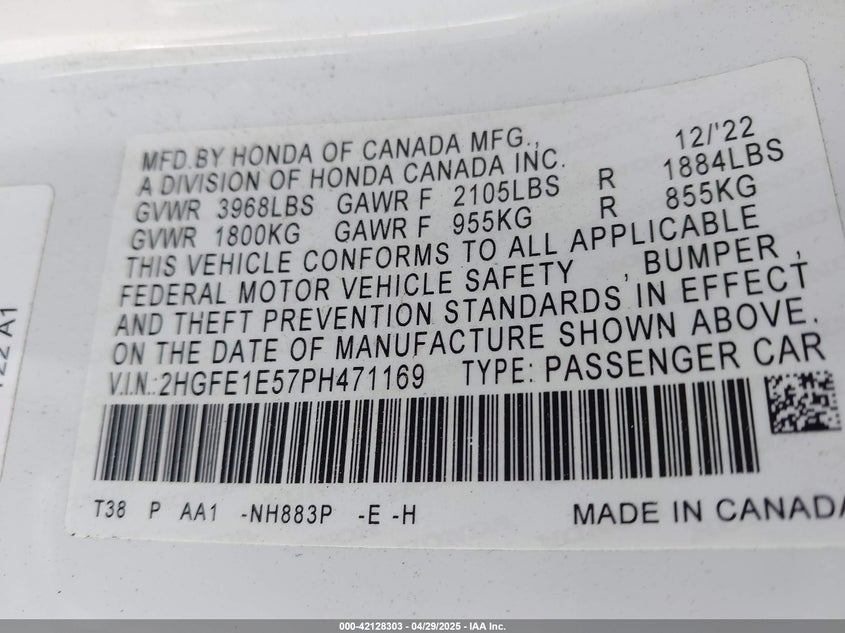 MFD.BY HONDA OF CANADA MFG., 12/'22
A DIVISION OF HONDA CANADA INC.
GVWR 3968LBS GAWR F 2105LBS R 1884LBS
GVWR 1800KG GAWR F 955KG R 855KG
THIS VEHICLE CONFORMS TO ALL APPLICABLE
FEDERAL MOTOR VEHICLE SAFETY , BUMPER ,
AND THEFT PREVENTION STANDARDS IN EFFECT
ON THE DATE OF MANUFACTURE SHOWN ABOVE.
V.I.N.:2HGFE1E57PH471169 TYPE: PASSENGER CAR
T38 P AA1 -NH883P -E -H MADE IN CANADA
22 A1
000-42128303 - 04/29/2025 - IAA Inc.